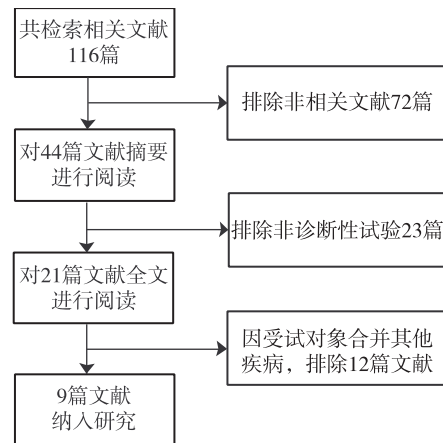 共检索相关文献
116篇
排除非相关文献72篇
对44篇文献摘要
进行阅读
排除非诊断性试验23篇
对21篇文献全文
进行阅读
因受试对象合并其他
疾病，排除12篇文献
9篇文献
纳入研究